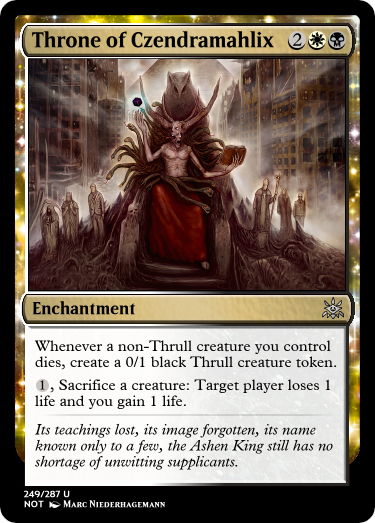 Throne of Czendramahlix 2
Enchantment
Whenever a non-Thrull creature you control
dies, create a 0/1 black Thrull creature token.
1, Sacrifice a creature: Target player loses 1
life and you gain 1 life.
Its teachings lost, its image forgotten, its name
known only to a few, the Ashen King still has no
shortage of unwitting supplicants.
249/287 U
NOT Marc Niederhagemann